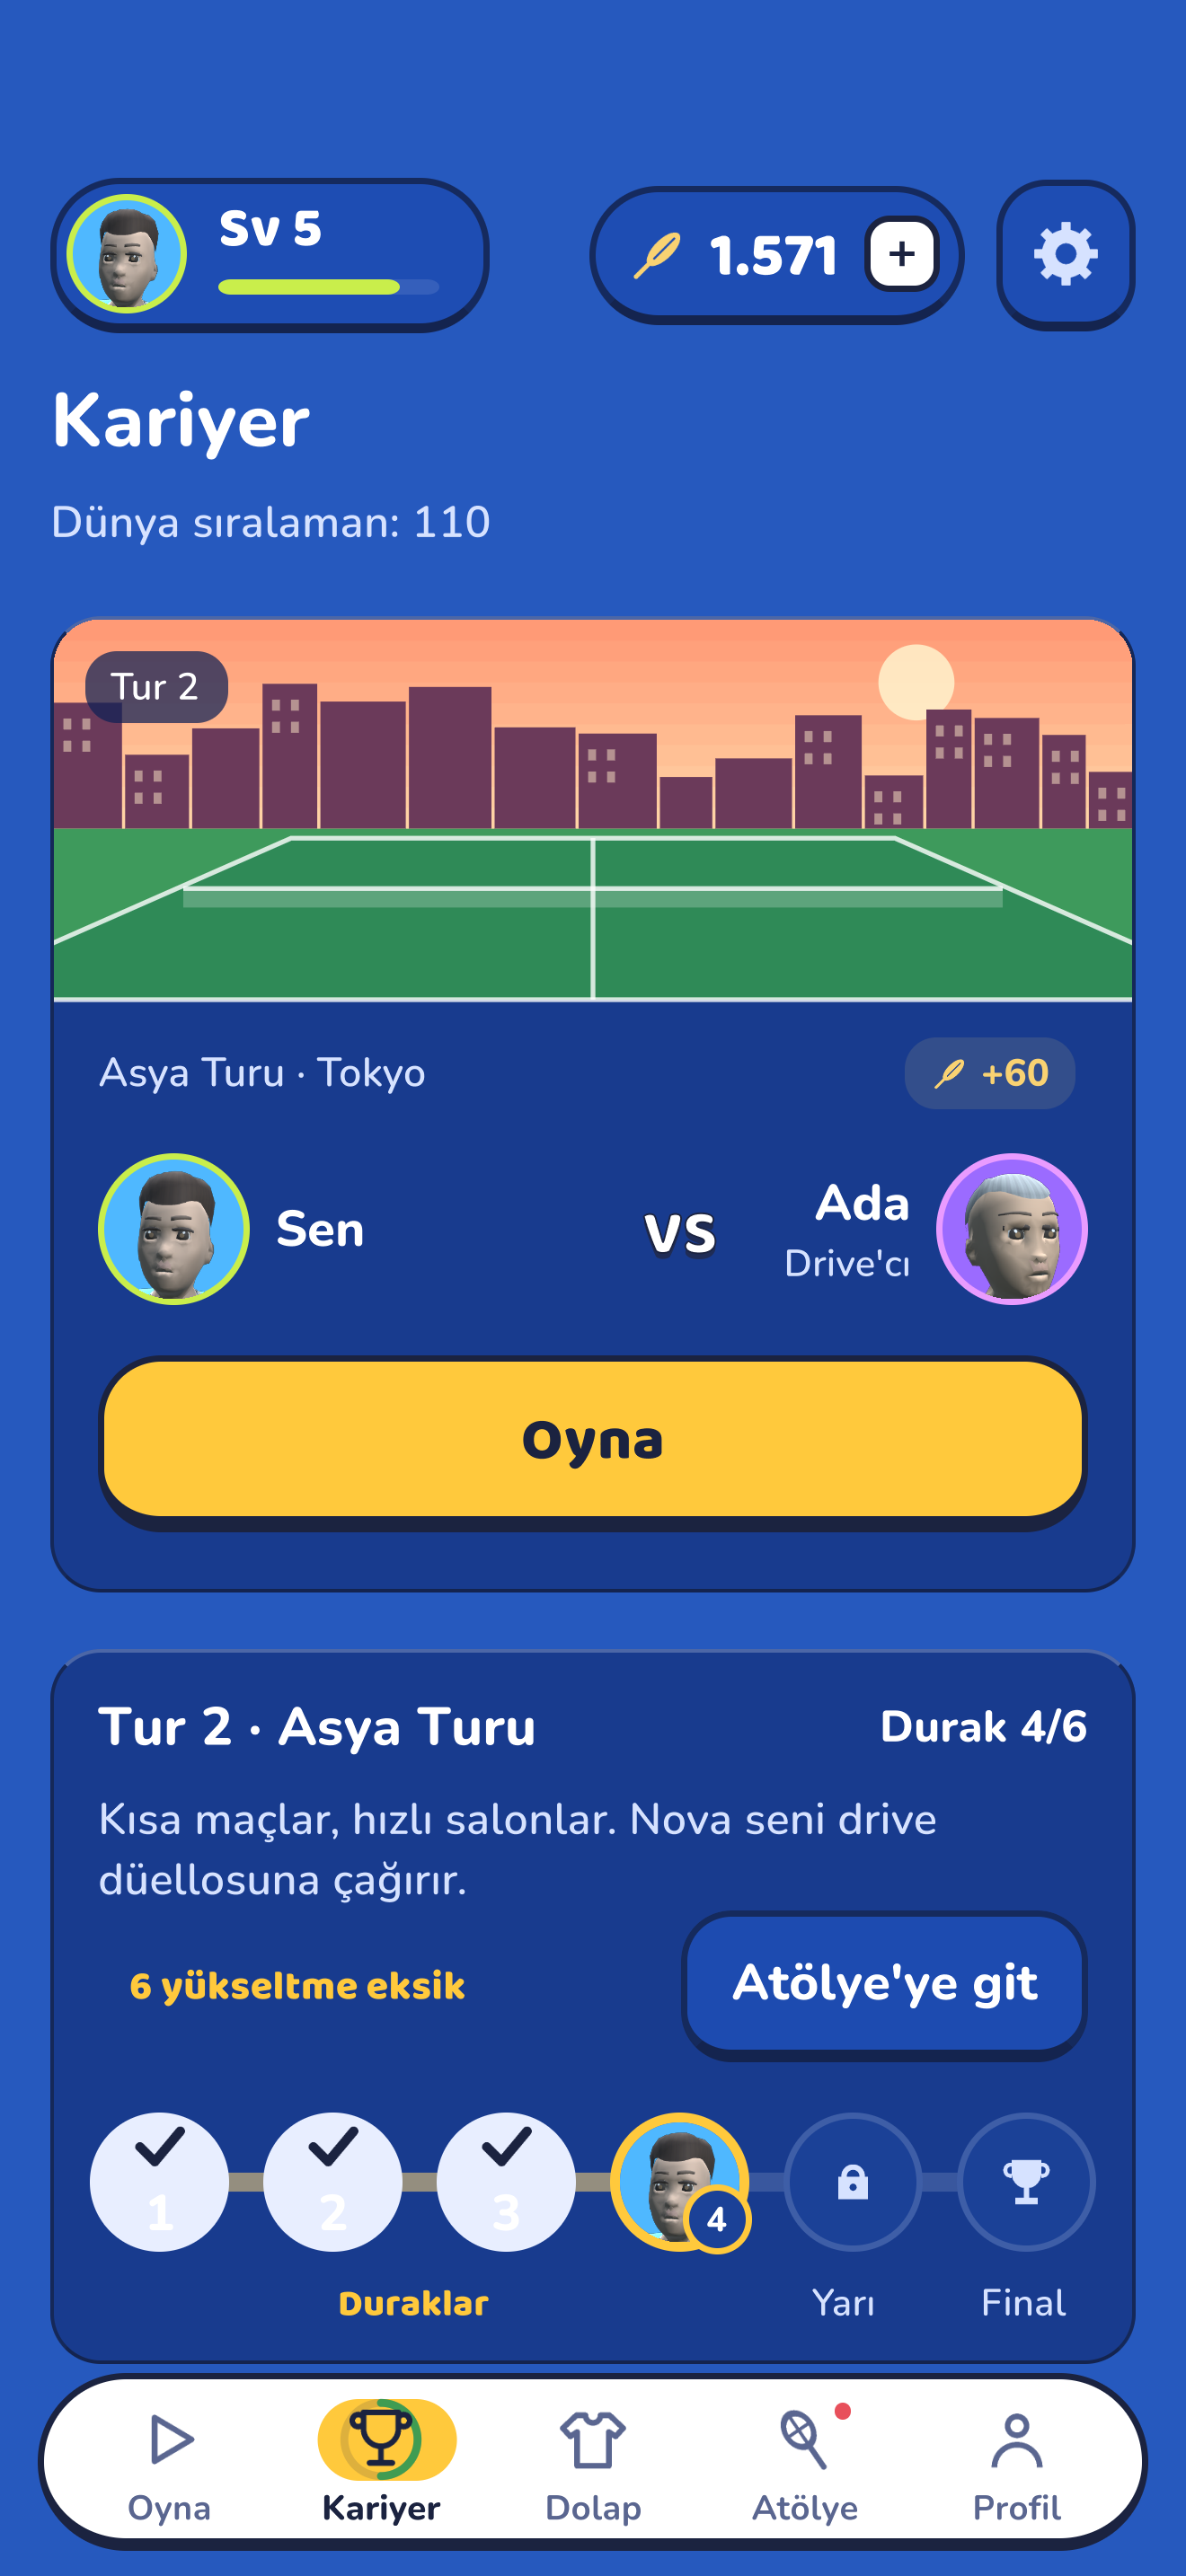 Sv 5
1.571
+
Kariyer
Dünya sıralaman: 110
Tur 2
Asya Turu · Tokyo
+60
Sen
VS
Ada
Drive'cı
Oyna
Tur 2 · Asya Turu
Durak 4/6
Kısa maçlar, hızlı salonlar. Nova seni drive
düellosuna çağırır.
6 yükseltme eksik
Atölye'ye git
1
2
3
4
Duraklar
Yarı
Final
Oyna
Kariyer
Dolap
Atölye
Profil